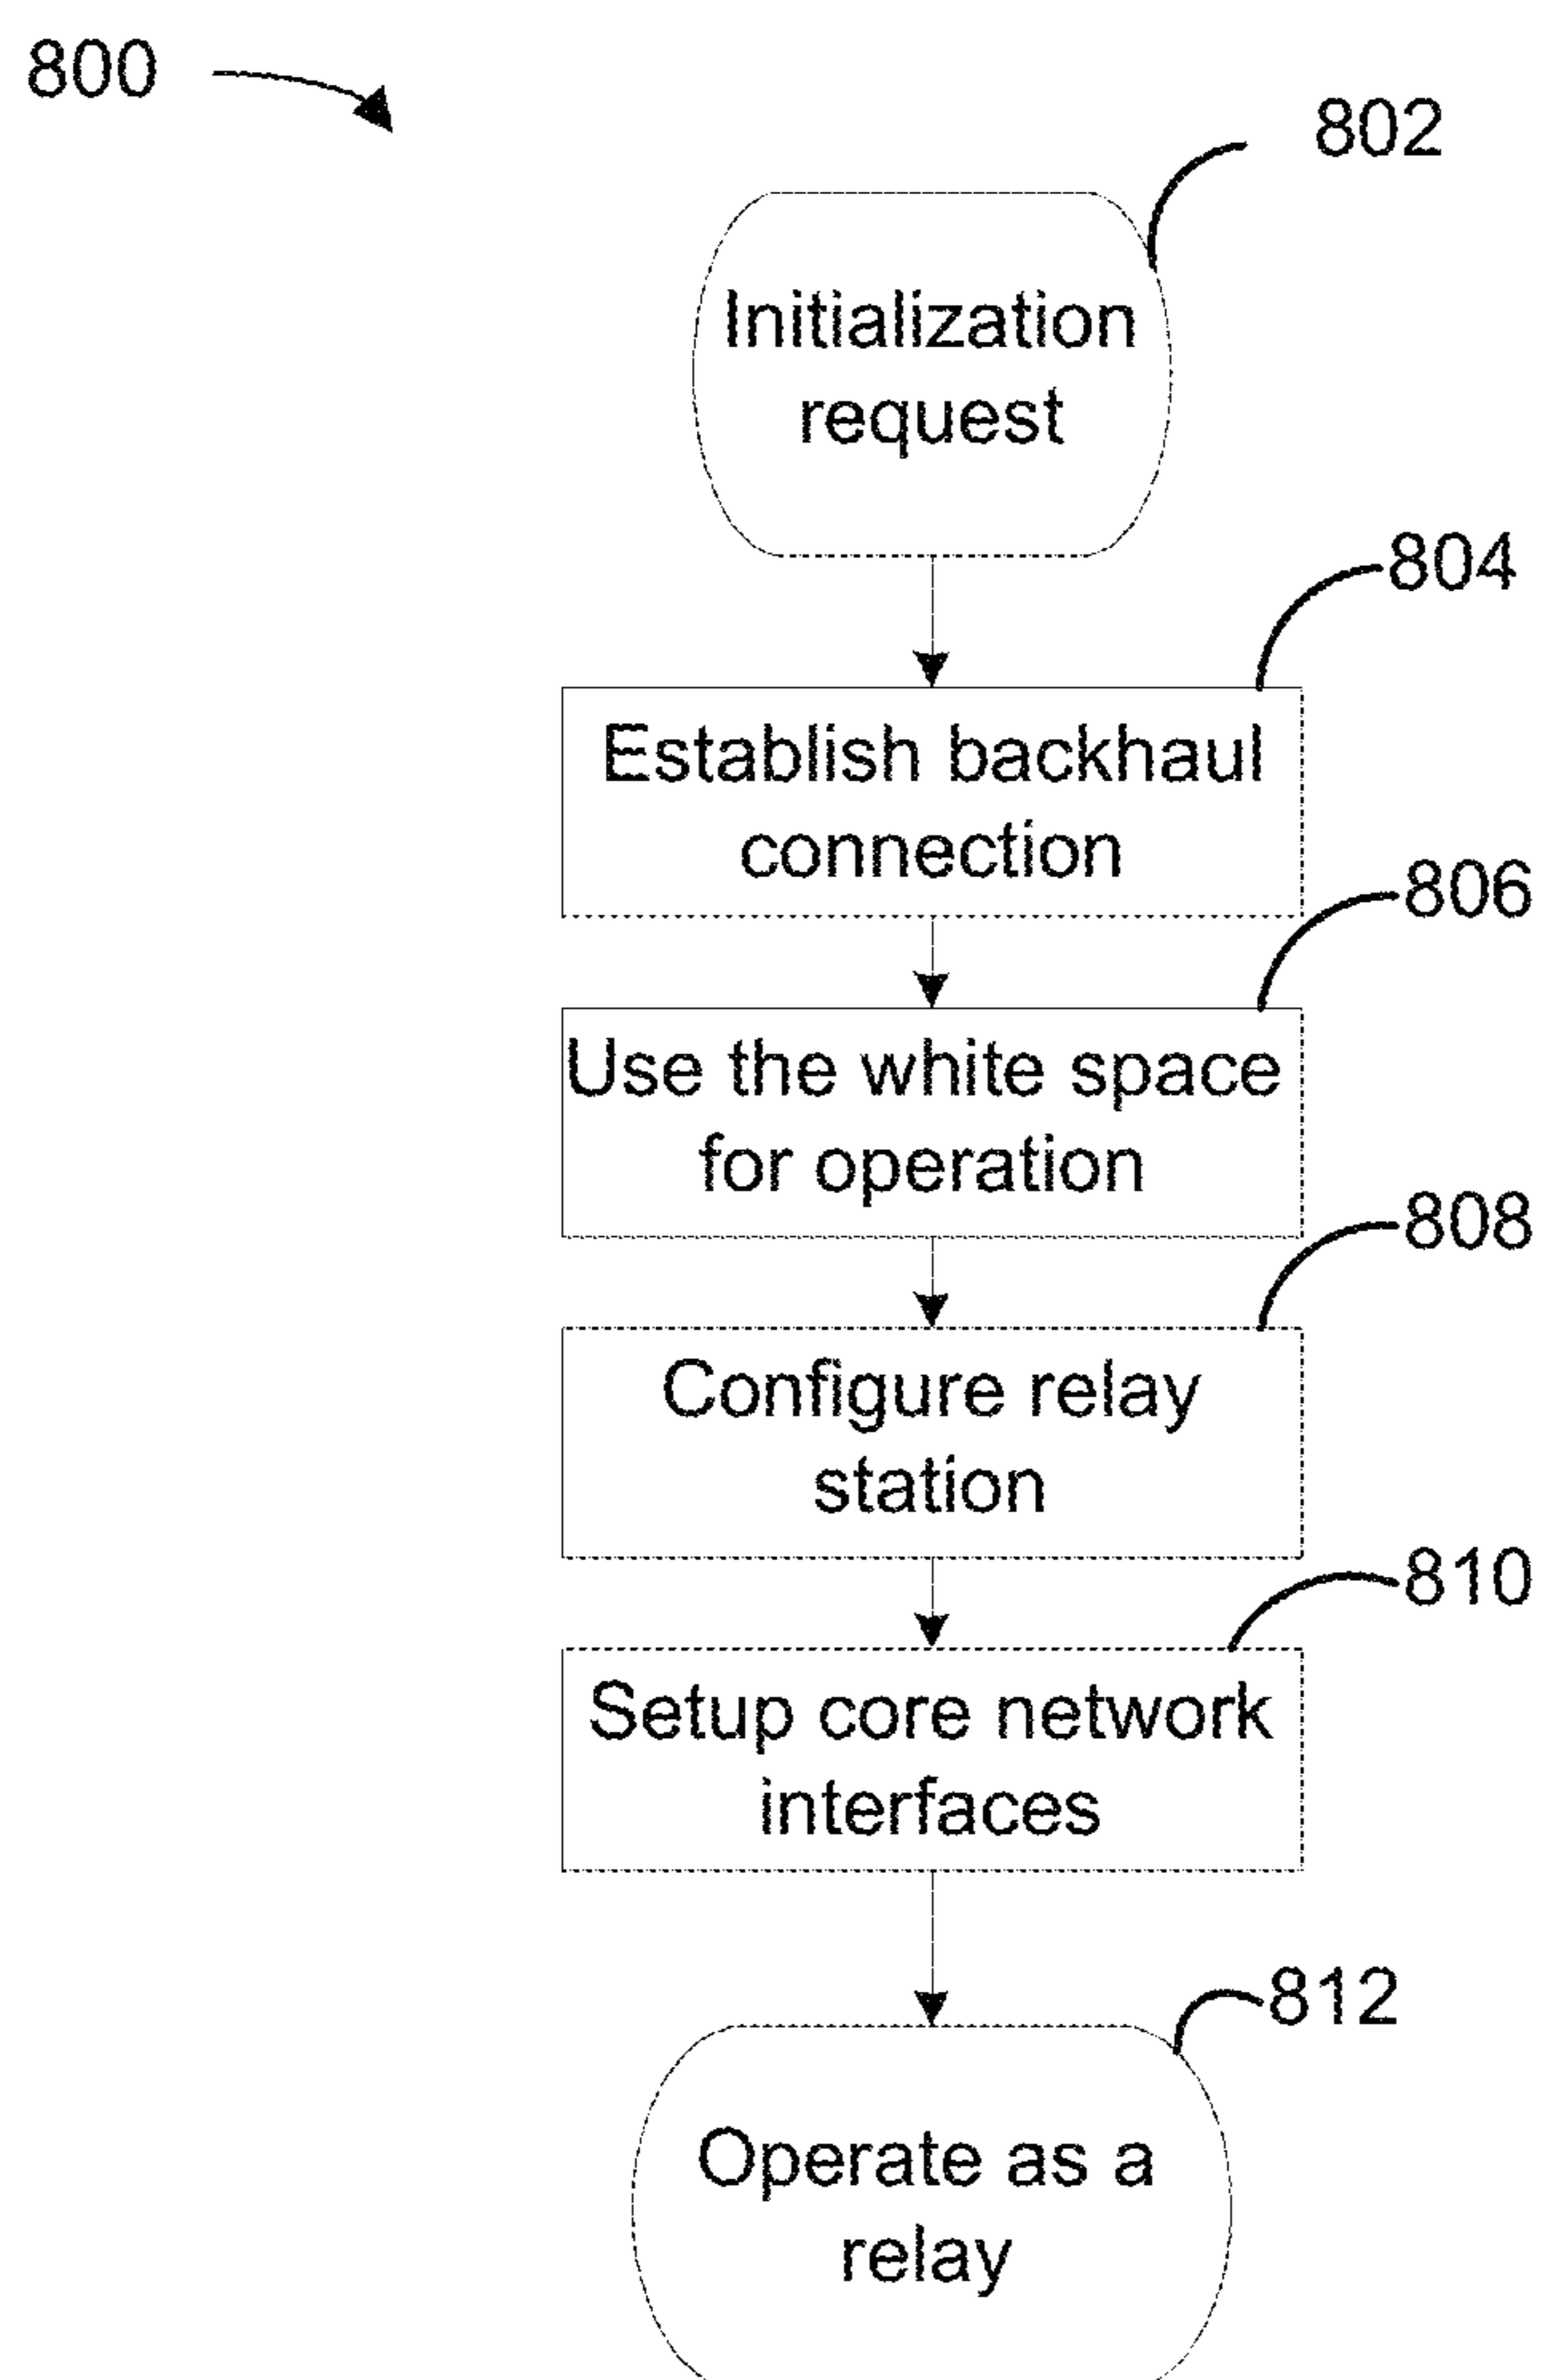 800
802
Initialization
request
804
Establish backhaul
connection
806
Use the white space
for operation
808
Configure relay
station
810
Setup core network
interfaces
812
Operate as a
relay